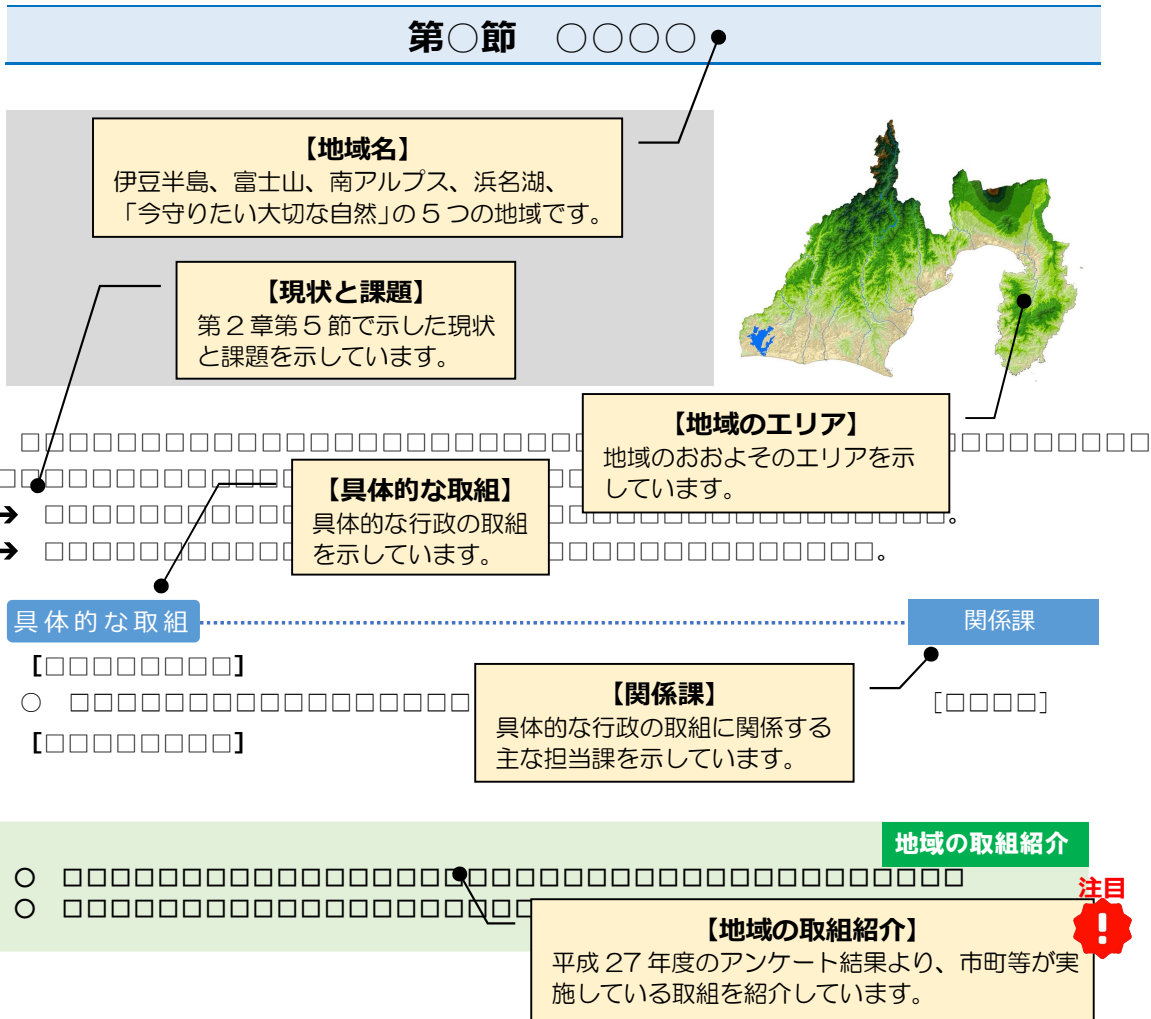 第○節　○○○○
【地域名】
伊豆半島、富士山、南アルプス、浜名湖、
「今守りたい大切な自然」の５つの地域です。
【現状と課題】
第２章第５節で示した現状
と課題を示しています。
【地域のエリア】
地域のおおよそのエリアを示
しています。
□□□□□□□□□□□□□□□□□□□□□□□ □□□□□□□□
□□□□□□□□□□□□
【具体的な取組】
具体的な行政の取組
を示しています。
➔ □□□□□□□□□□ □□□□□□□□□□□□□□□□。
➔ □□□□□□□□□□ □□□□□□□□□□□□□。
具体的な取組
関係課
[□□□□□□□□]
○ □□□□□□□□□□□□□□□□□ [□□□□]
[□□□□□□□□]
【関係課】
具体的な行政の取組に関係する
主な担当課を示しています。
地域の取組紹介
○ □□□□□□□□□□□□□□□□□□□□□□□□□□□□□□□□□□□□□□
○ □□□□□□□□□□□□□□□□□□□□
注目
!
【地域の取組紹介】
平成 27 年度のアンケート結果より、市町等が実
施している取組を紹介しています。